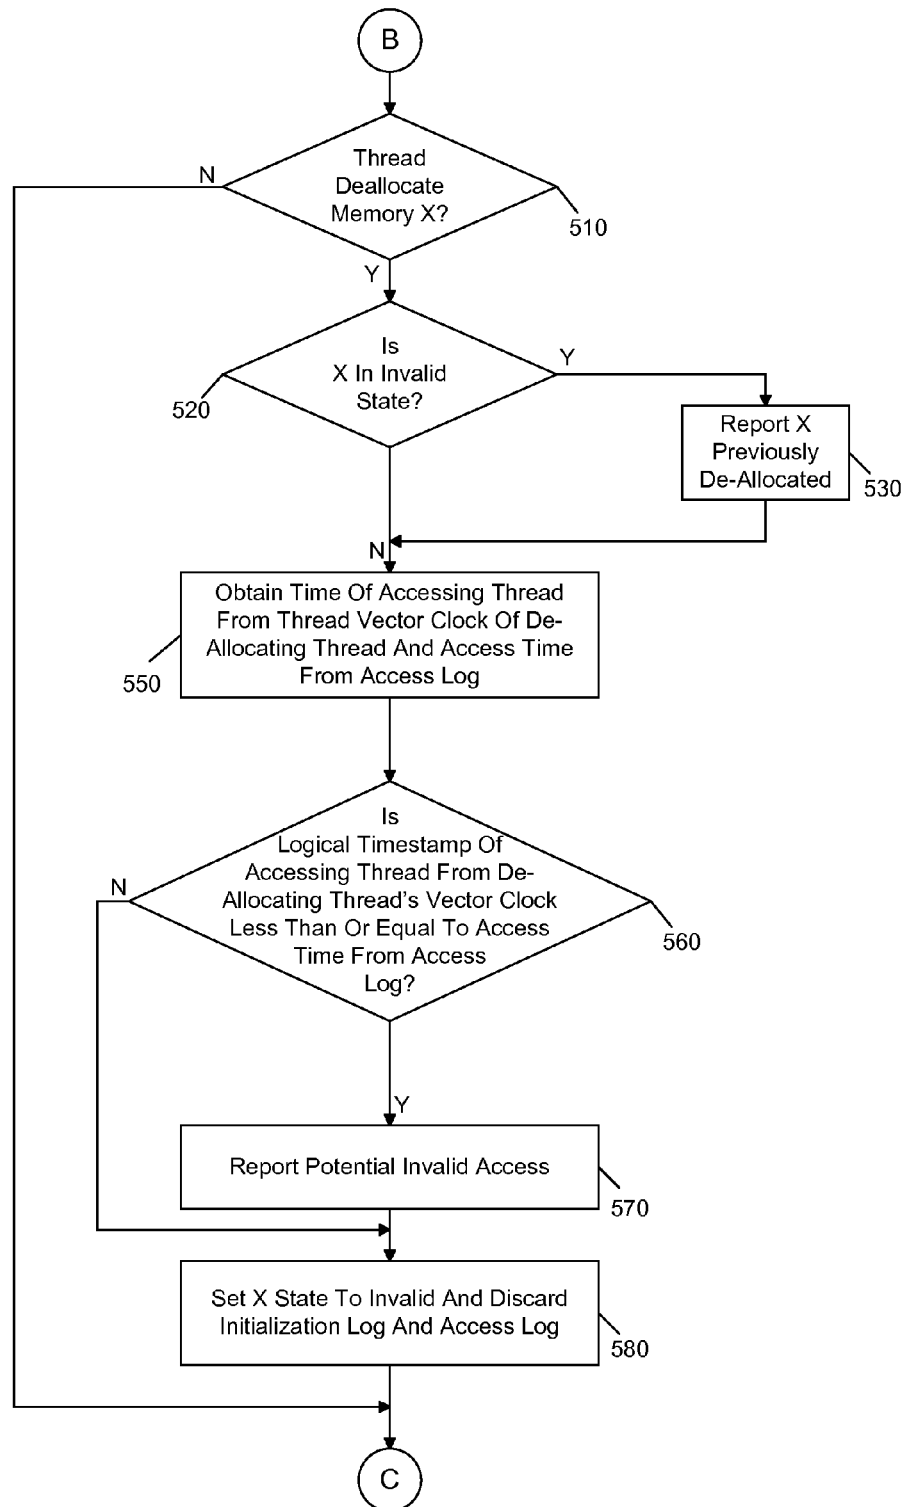 B
Thread
Deallocate
Memory X?
N
510
Y
Is
X In Invalid
State?
Y
520
Report X
Previously
De-Allocated
530
N
Obtain Time Of Accessing Thread
From Thread Vector Clock Of De-
Allocating Thread And Access Time
From Access Log
550
Is
Logical Timestamp Of
Accessing Thread From De-
Allocating Thread's Vector Clock
Less Than Or Equal To Access
Time From Access
Log?
N
560
Y
Report Potential Invalid Access
570
Set X State To Invalid And Discard
Initialization Log And Access Log
580
C